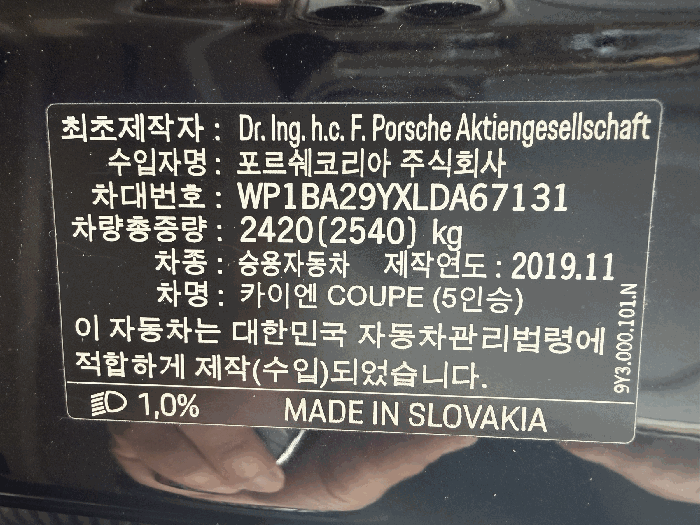 최초제작자 : Dr. Ing. h.c. F. Porsche Aktiengesellschaft
수입자명 : 포르쉐코리아 주식회사
차대번호 : WP1BA29YXLDA67131
차량총중량 : 2420(2540) kg
차종 : 승용자동차 제작연도 : 2019.11
차명 : 카이엔 COUPE (5인승)
이 자동차는 대한민국 자동차관리법령에
적합하게 제작(수입)되었습니다.
9Y3.000.101.N
1,0% MADE IN SLOVAKIA